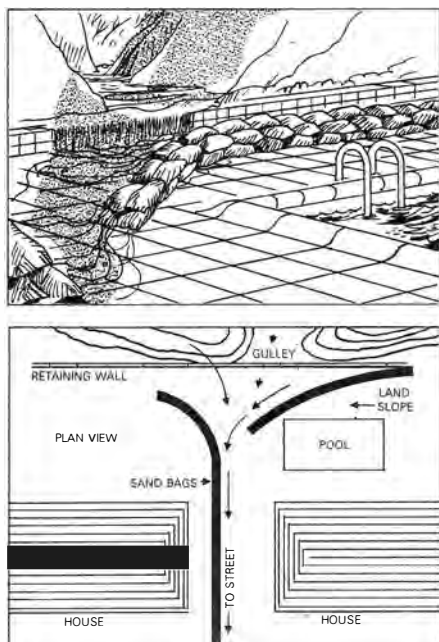 GULLEY
RETAINING WALL
LAND
SLOPE
PLAN VIEW
POOL
SAND BAGS
TO STREET
HOUSE
HOUSE